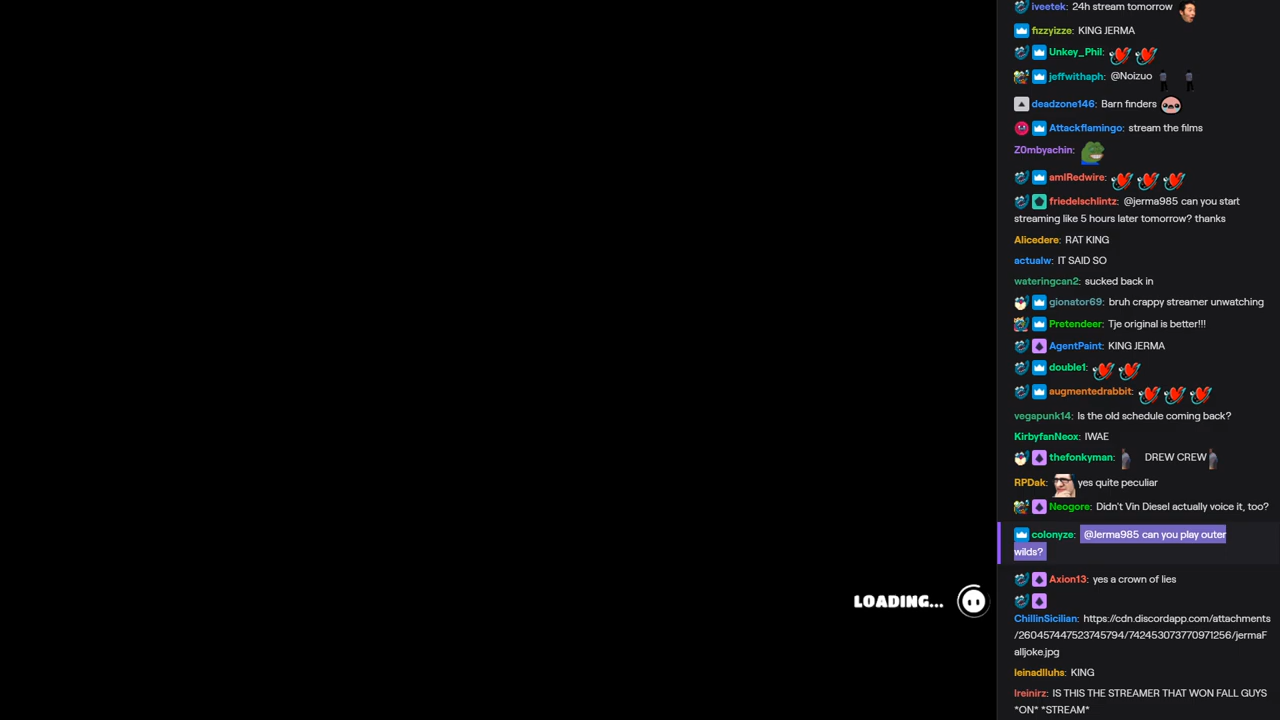 iveetek: 24h stream tomorrow
fizzyizze: KING JERMA
Unkey_Phil:
jeffwithaph: @Noizuo
deadzone146: Barn finders
Attackflamingo: stream the films
Z0mbyachin:
amIRedwire:
friedelschlintz: @jerma985 can you start
streaming like 5 hours later tomorrow? thanks
Alicedere: RAT KING
actualw: IT SAID SO
wateringcan2: sucked back in
gionator69: bruh crappy streamer unwatching
Pretendeer: Tje original is better!!!
AgentPaint: KING JERMA
double1:
augmentedrabbit:
vegapunk14: Is the old schedule coming back?
KirbyfanNeox: IWAE
thefonkyman: DREW CREW
RPDak: yes quite peculiar
Neogore: Didn't Vin Diesel actually voice it, too?
colonyze: @Jerma985 can you play outer
wilds?
Axion13: yes a crown of lies
LOADING...
ChillinSicilian: https://cdn.discordapp.com/attachments
/260457447523745794/742453073770971256/jermaF
alljoke.jpg
leinadlluhs: KING
lreinirz: IS THIS THE STREAMER THAT WON FALL GUYS
*ON* *STREAM*